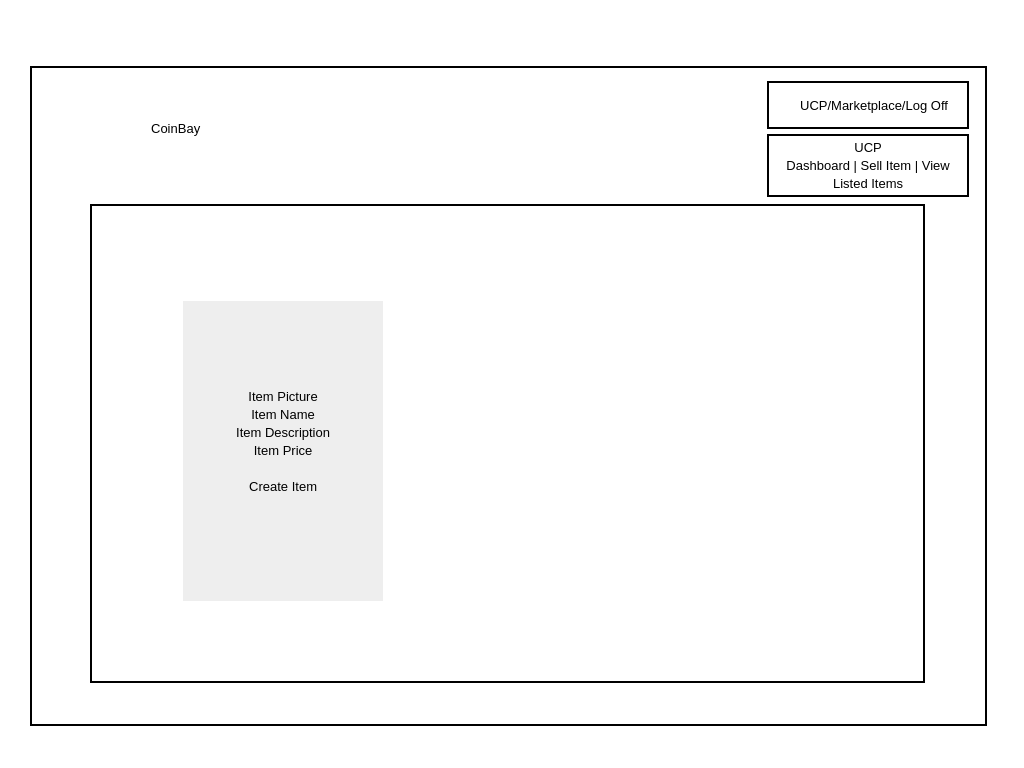 CoinBay
UCP/Marketplace/Log Off
UCP
Dashboard | Sell Item | View
Listed Items
Item Picture
Item Name
Item Description
Item Price
Create Item